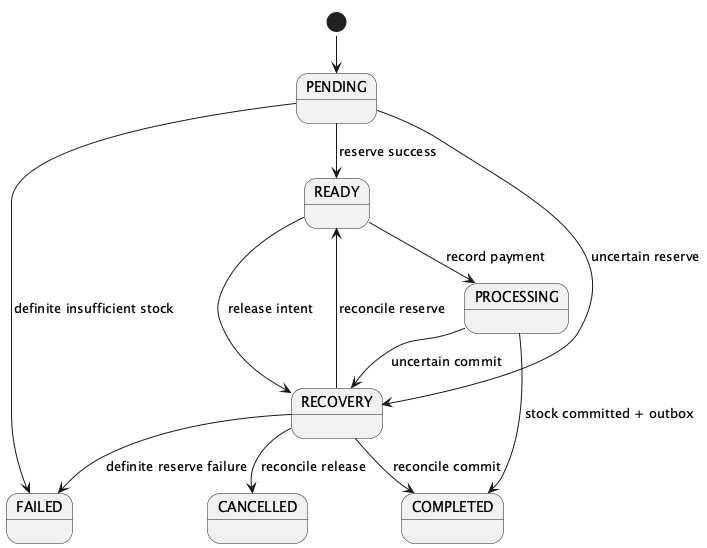 PENDING
reserve success
READY
record payment
uncertain reserve
PROCESSING
definite insufficient stock
release intent
reconcile reserve
uncertain commit
RECOVERY
stock committed + outbox
definite reserve failure
reconcile release
reconcile commit
FAILED
CANCELLED
COMPLETED